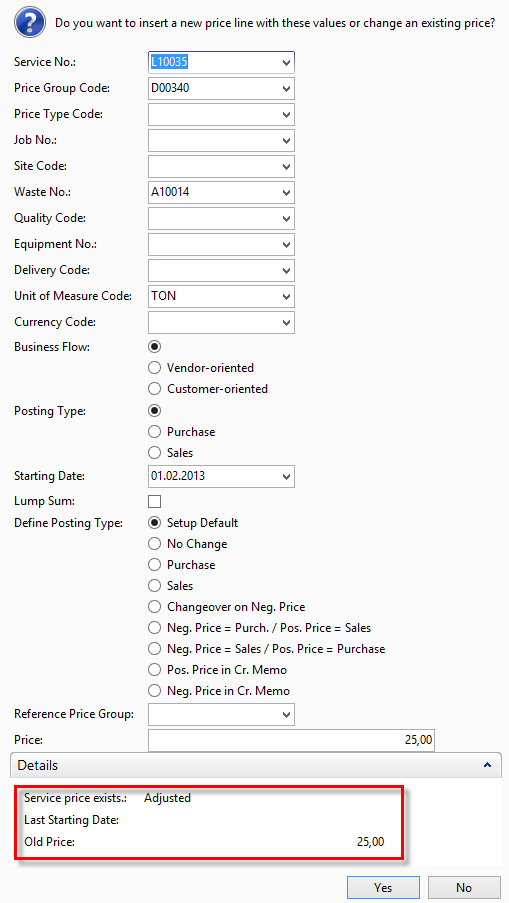 Do you want to insert a new price line with these values or change an existing price?
Service No.: L10035
Price Group Code: D00340
Price Type Code:
Job No.:
Site Code:
Waste No.: A10014
Quality Code:
Equipment No.:
Delivery Code:
Unit of Measure Code: TON
Currency Code:
Business Flow:
Vendor-oriented
Customer-oriented
Posting Type:
Purchase
Sales
Starting Date: 01.02.2013
Lump Sum:
Define Posting Type: Setup Default
No Change
Purchase
Sales
Changeover on Neg. Price
Neg. Price = Purch. / Pos. Price = Sales
Neg. Price = Sales / Pos. Price = Purchase
Pos. Price in Cr. Memo
Neg. Price in Cr. Memo
Reference Price Group:
Price: 25,00
Details
Service price exists.: Adjusted
Last Starting Date:
Old Price: 25,00
Yes No